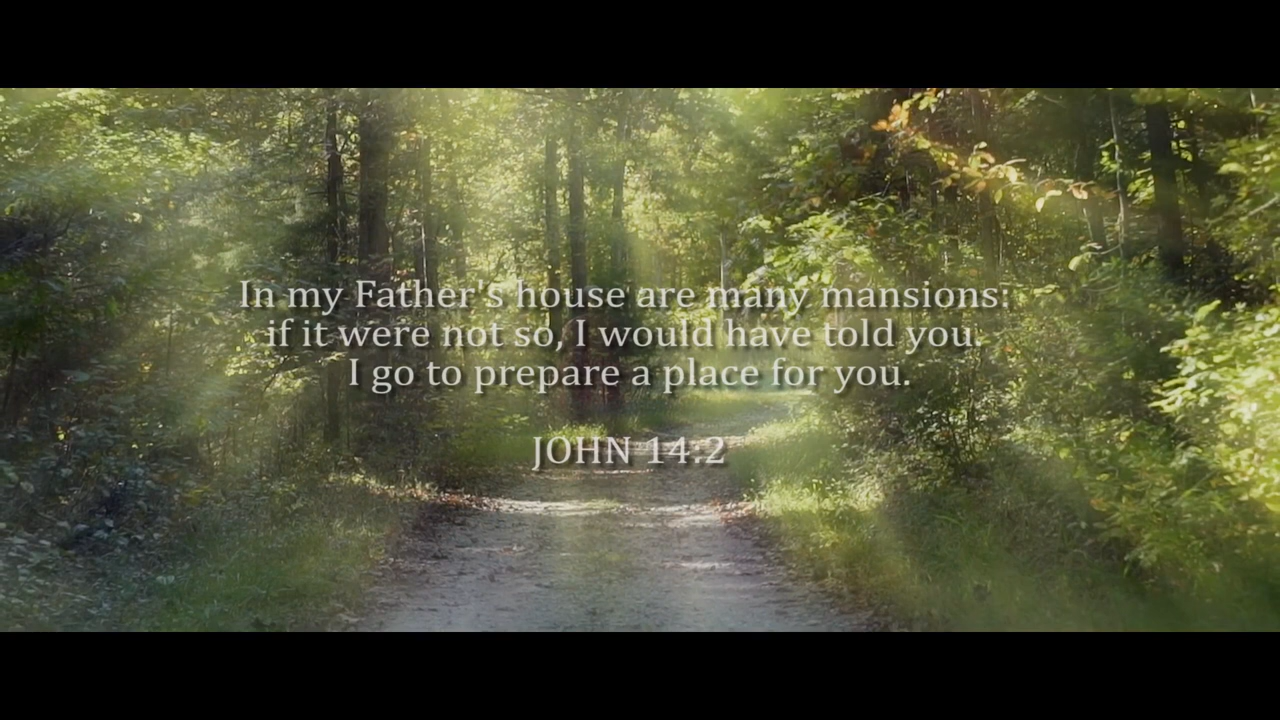 In my Father's house are many mansions:
if it were not so, I would have told you.
I go to prepare a place for you.
JOHN 14:2